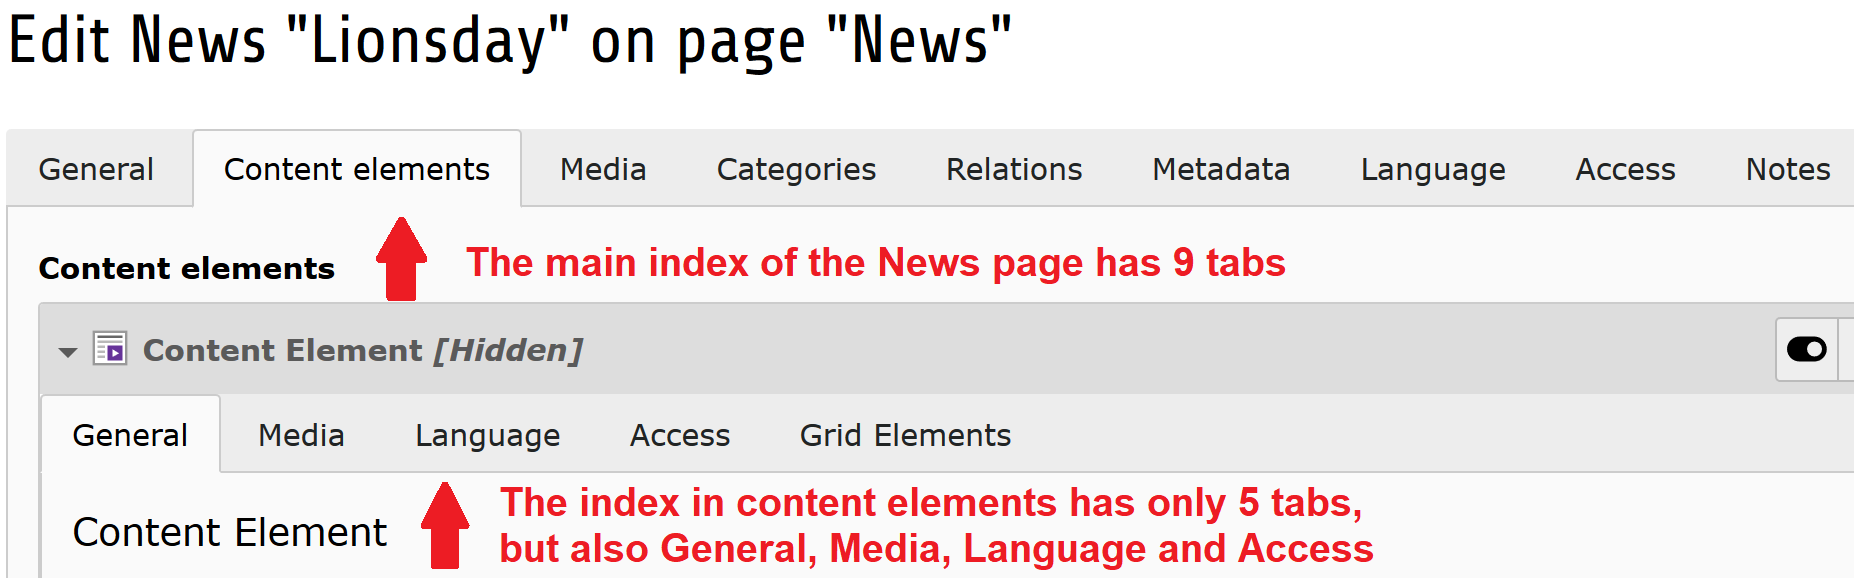 Edit News "Lionsday" on page "News"
General Content elements Media Categories Relations Metadata Language Access Notes
The main index of the News page has 9 tabs
Content elements
Content Element [Hidden]
General Media Language Access Grid Elements
The index in content elements has only 5 tabs,
but also General, Media, Language and Access
Content Element